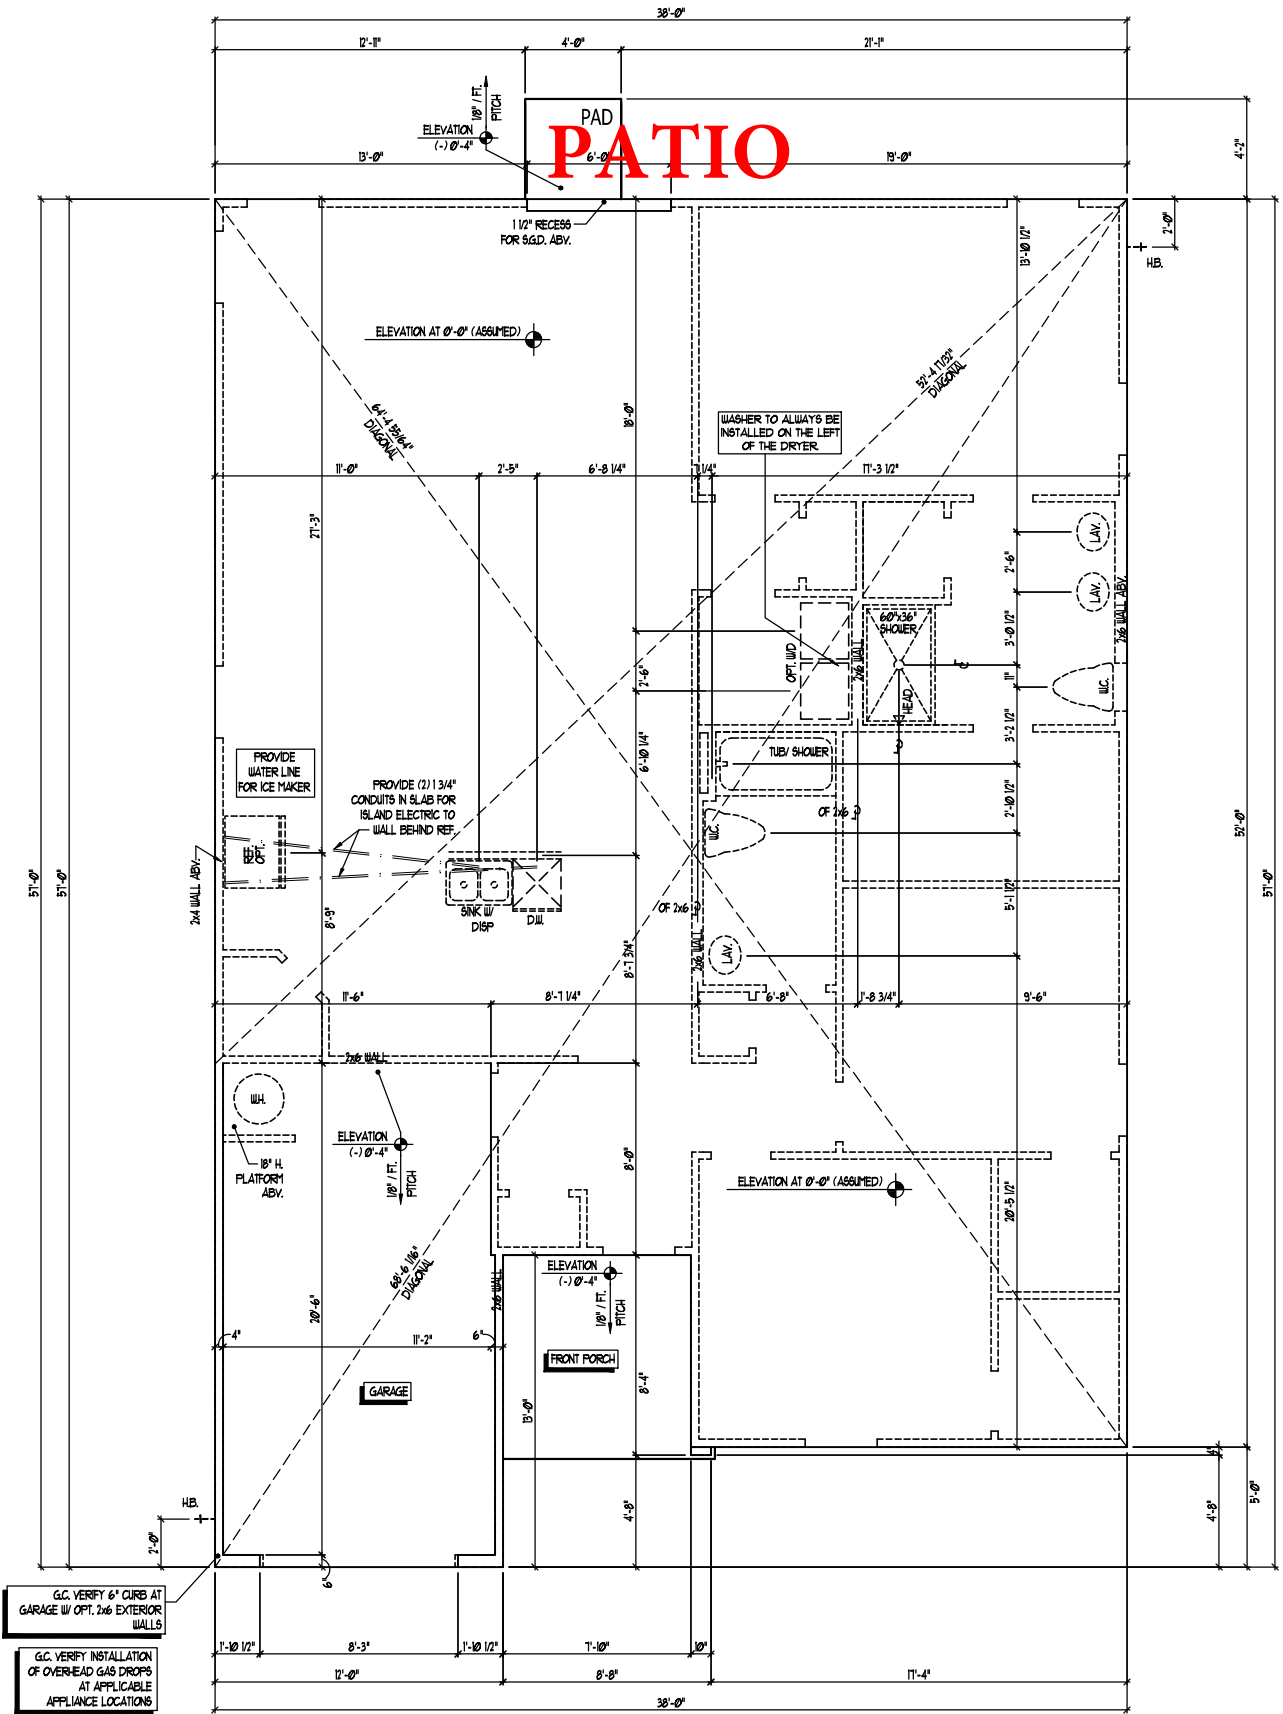 38'-0"
12'-11"
4'-0"
21'-1"
1/8" / FT.
PITCH
PAD
PATIO
ELEVATION
(-) 0'-4"
13'-0"
6'-0"
19'-0"
4'-2"
1 1/2" RECESS
FOR S.G.D. ABV.
2'-0"
H.B.
13'-10 1/2"
ELEVATION AT 0'-0" (ASSUMED)
52'-4 17/32"
DIAGONAL
64'-4 55/64"
DIAGONAL
18'-0"
WASHER TO ALWAYS BE
INSTALLED ON THE LEFT
OF THE DRYER
11'-0"
2'-5"
6'-8 1/4"
7 1/4"
17'-3 1/2"
27'-3"
LAV.
2'-6"
LAV.
2x6 WALL ABV.
60"x36"
SHOWER
3'-0 1/2"
OPT. W/D
2x6 WALL
2'-6"
11"
W.C.
HEAD
3'-2 1/2"
6'-10 1/4"
TUB/ SHOWER
PROVIDE
WATER LINE
FOR ICE MAKER
PROVIDE (2) 1 3/4"
CONDUITS IN SLAB FOR
ISLAND ELECTRIC TO
WALL BEHIND REF.
2'-10 1/2"
OF 2x6
W.C.
52'-0"
REF.
OPT.
57'-0"
57'-0"
57'-0"
2x4 WALL ABV.
5'-1 1/2"
SINK W/
DISP
D.W.
OF 2x6
8'-9"
2x6 WALL
LAV.
8'-7 3/4"
11'-6"
8'-7 1/4"
6'-8"
1'-8 3/4"
9'-6"
2x6 WALL
W.H.
ELEVATION
(-) 0'-4"
1/8" / FT.
PITCH
18" H.
PLATFORM
ABV.
8'-0"
ELEVATION AT 0'-0" (ASSUMED)
20'-5 1/2"
68'-6 1/16"
DIAGONAL
2x6 WALL
ELEVATION
(-) 0'-4"
1/8" / FT.
PITCH
20'-6"
4"
11'-2"
6"
FRONT PORCH
GARAGE
8'-4"
13'-0"
4"
5'-0"
H.B.
4'-8"
4'-8"
2'-0"
6"
G.C. VERIFY 6" CURB AT
GARAGE W/ OPT. 2x6 EXTERIOR
WALLS
1'-10 1/2"
8'-3"
1'-10 1/2"
7'-10"
10"
G.C. VERIFY INSTALLATION
OF OVERHEAD GAS DROPS
AT APPLICABLE
APPLIANCE LOCATIONS
12'-0"
8'-8"
17'-4"
38'-0"